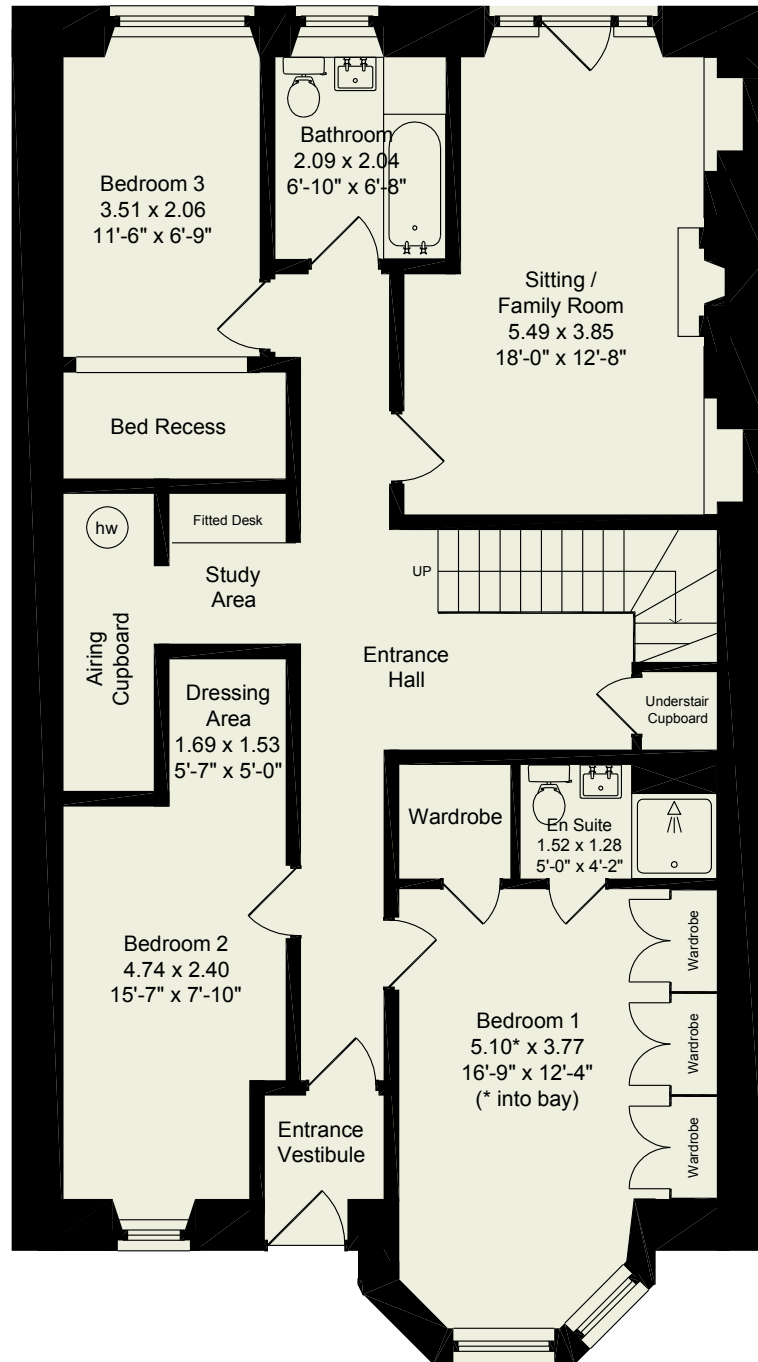 Bedroom 3
3.51 x 2.06
11'-6" x 6'-9"
Bathroom
2.09 x 2.04
6'-10" x 6'-8"
Sitting /
Family Room
5.49 x 3.85
18'-0" x 12'-8"
Bed Recess
hw
Fitted Desk
Study
Area
UP
Airing
Cupboard
Entrance
Hall
Dressing
Area
1.69 x 1.53
5'-7" x 5'-0"
Understair
Cupboard
Wardrobe
En Suite
1.52 x 1.28
5'-0" x 4'-2"
Bedroom 2
4.74 x 2.40
15'-7" x 7'-10"
Bedroom 1
5.10* x 3.77
16'-9" x 12'-4"
(* into bay)
Wardrobe
Wardrobe
Wardrobe
Entrance
Vestibule